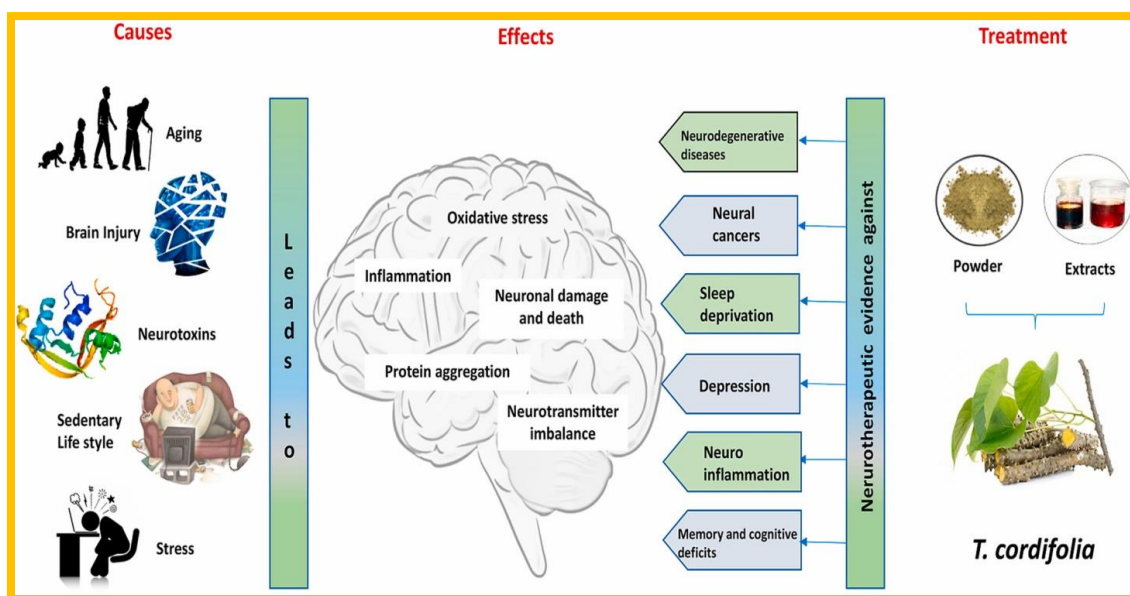 Causes
Effects
Treatment
Aging
Brain Injury
Neurotoxins
Sedentary
Life style
Stress
Leads to
Oxidative stress
Inflammation
Neuronal damage
and death
Protein aggregation
Neurotransmitter
imbalance
Neurodegenerative
diseases
Neural
cancers
Sleep
deprivation
Depression
Neuro
inflammation
Memory and cognitive
deficits
Nerurotherapeutic evidence against
Powder
Extracts
T. cordifolia